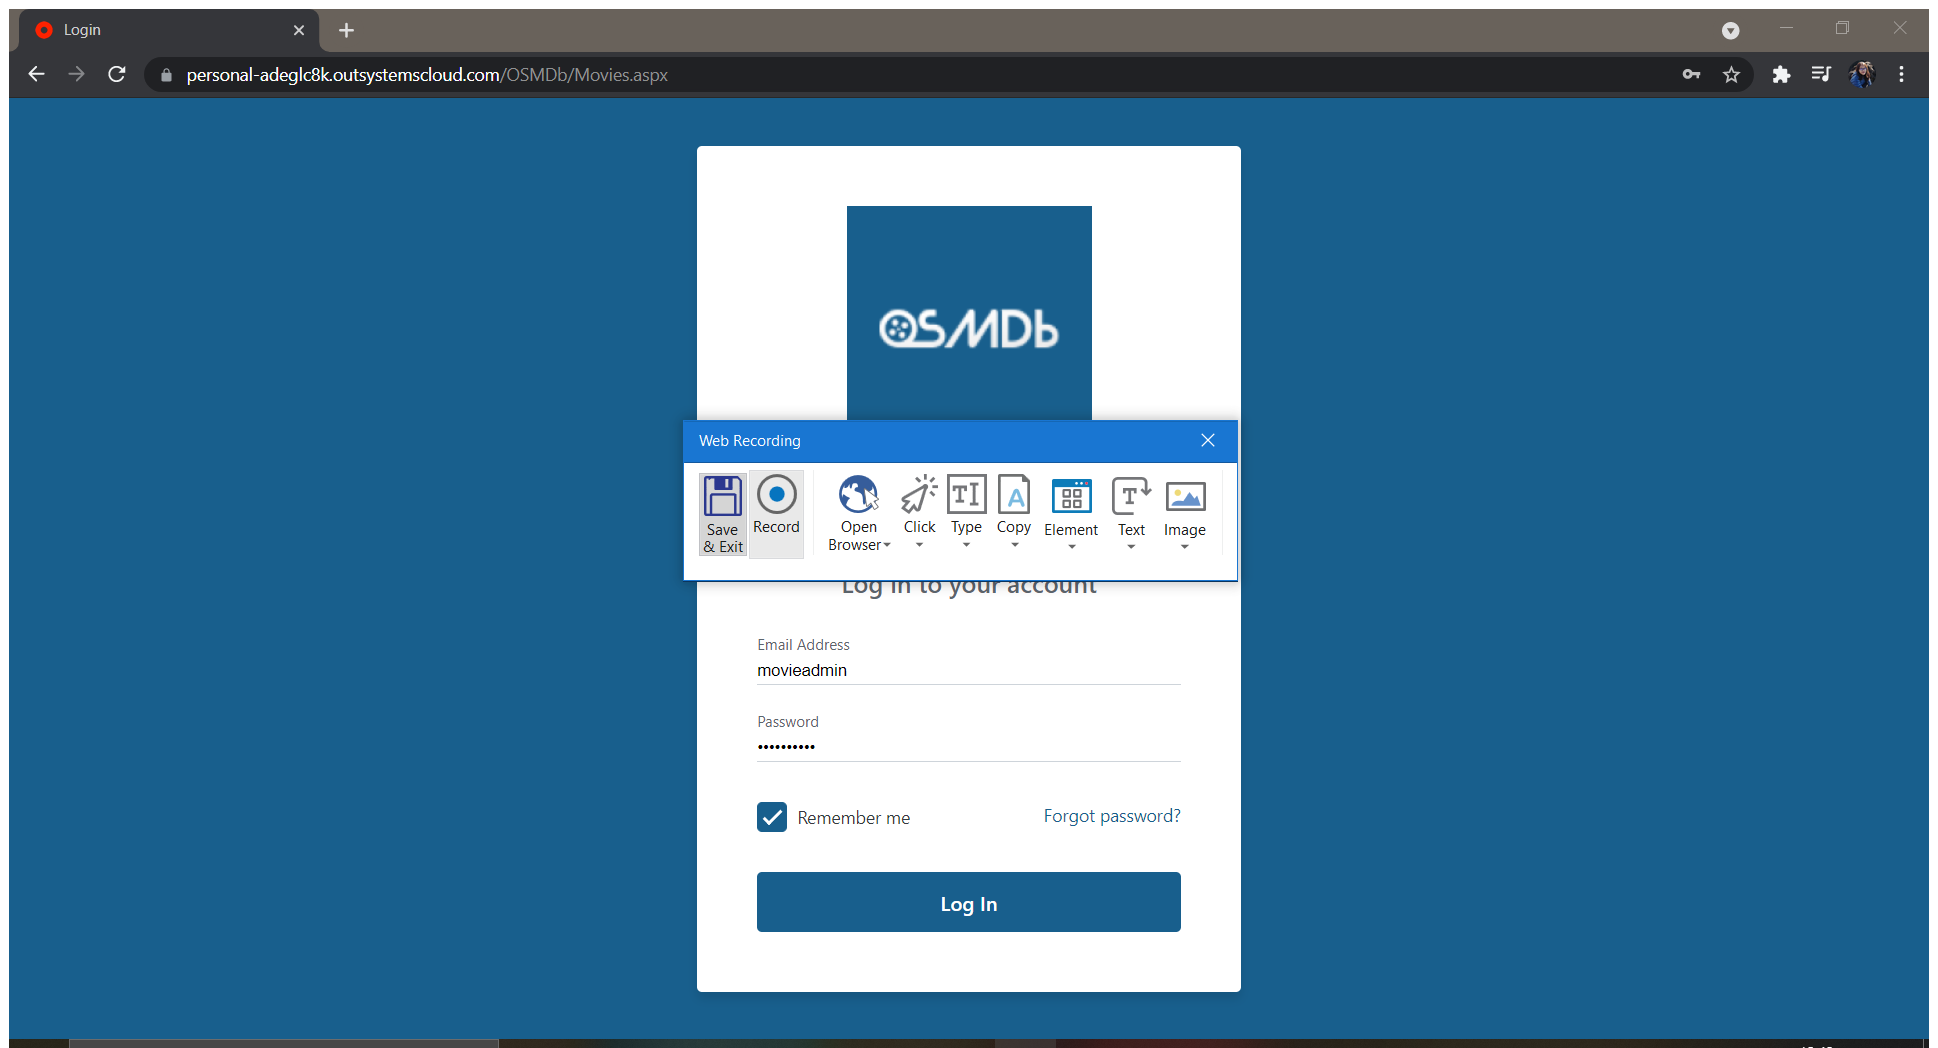 Login
personal-adeglc8k.outsystemscloud.com/OSMDb/Movies.aspx
OSMDb
Web Recording
Save & Exit
Record
Open Browser
Click
Type
Copy
Element
Text
Image
Log in to your account
Email Address
movieadmin
Password
••••••••••
Remember me
Forgot password?
Log In